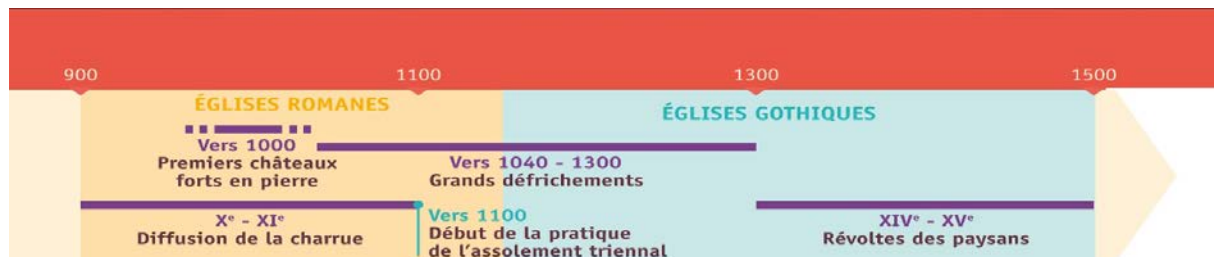 900 1100 1300 1500
ÉGLISES ROMANES
ÉGLISES GOTHIQUES
Vers 1000
Premiers châteaux
forts en pierre
Vers 1040 - 1300
Grands défrichements
Xᵉ - XIᵉ
Diffusion de la charrue
Vers 1100
Début de la pratique
de l'assolement triennal
XIVᵉ - XVᵉ
Révoltes des paysans